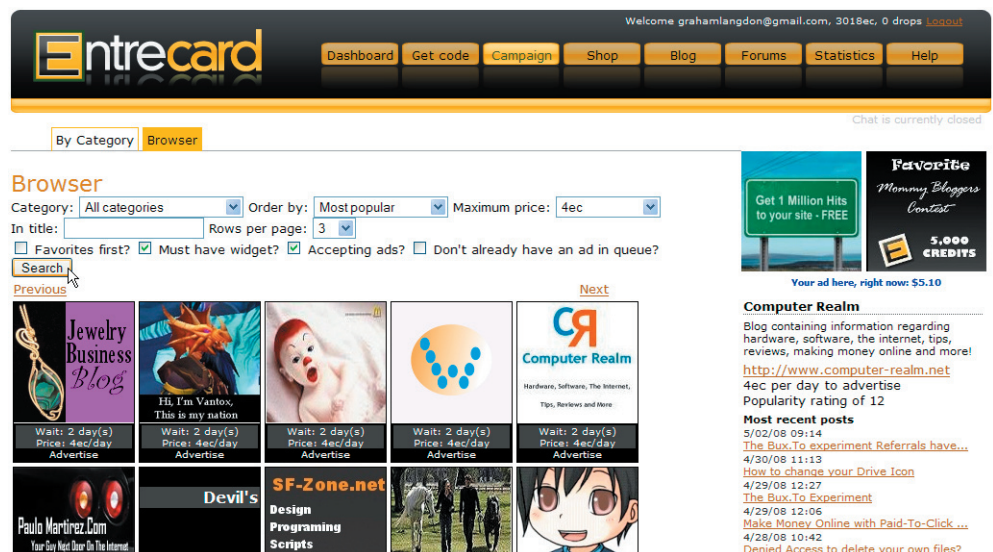 Welcome grahamlangdon@gmail.com, 3018ec, 0 drops Logout
Entrecard
Dashboard Get code Campaign Shop Blog Forums Statistics Help
Chat is currently closed
By Category Browser
Browser
Category: All categories Order by: Most popular Maximum price: 4ec
In title: Rows per page: 3
Favorites first? Must have widget? Accepting ads? Don't already have an ad in queue?
Search
Previous Next
Jewelry
Business
Blog
Wait: 2 day(s)
Price: 4ec/day
Advertise
Hi, I'm Vantox,
This is my nation
Wait: 2 day(s)
Price: 4ec/day
Advertise
Wait: 2 day(s)
Price: 4ec/day
Advertise
Wait: 2 day(s)
Price: 4ec/day
Advertise
CR
Computer Realm
Hardware, Software, The Internet,
Tips, Reviews and More
Wait: 2 day(s)
Price: 4ec/day
Advertise
Paulo Martirez.Com
Your Guy Next Door On The Internet
Devil's
SF-Zone.net
Design
Programing
Scripts
Get 1 Million Hits
to your site - FREE
Favorite
Mommy Bloggers
Contest
5,000
CREDITS
Your ad here, right now: $5.10
Computer Realm
Blog containing information regarding
hardware, software, the internet, tips,
reviews, making money online and more!
http://www.computer-realm.net
4ec per day to advertise
Popularity rating of 12
Most recent posts
5/02/08 09:14
The Bux.To experiment Referrals have...
4/30/08 11:13
How to change your Drive Icon
4/29/08 12:27
The Bux.To Experiment
4/29/08 12:06
Make Money Online with Paid-To-Click ...
4/28/08 10:42
Denied Access to delete your own files?